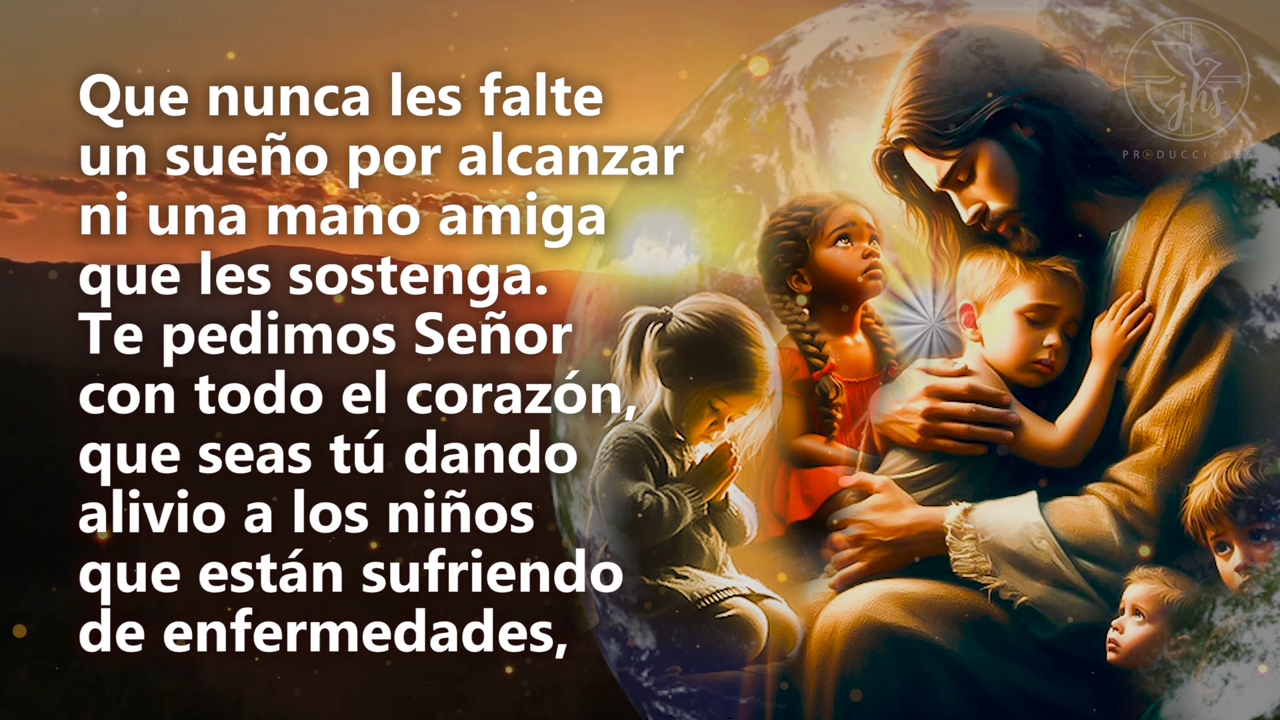 Que nunca les falte
un sueño por alcanzar
ni una mano amiga
que les sostenga.
Te pedimos Señor
con todo el corazón,
que seas tú dando
alivio a los niños
que están sufriendo
de enfermedades,
jhs